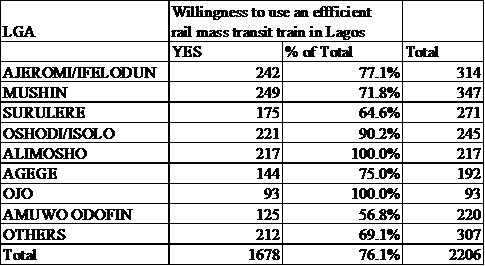 LGA Willingness to use an effficient
rail mass transit train in Lagos
YES % of Total Total
AJEROMI/IFELODUN 242 77.1% 314
MUSHIN 249 71.8% 347
SURULERE 175 64.6% 271
OSHODI/ISOLO 221 90.2% 245
ALIMOSHO 217 100.0% 217
AGEGE 144 75.0% 192
OJO 93 100.0% 93
AMUWO ODOFIN 125 56.8% 220
OTHERS 212 69.1% 307
Total 1678 76.1% 2206